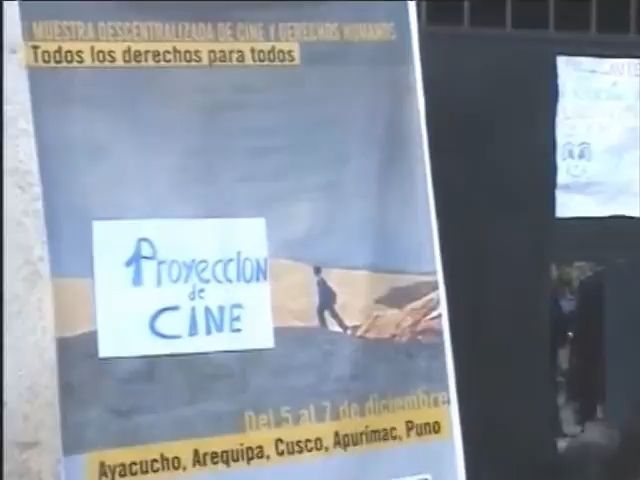 MUESTRA DESCENTRALIZADA DE CINE Y DERECHOS HUMANOS
Todos los derechos para todos
PROYECCION
de
CINE
Del 5 al 7 de diciembre
Ayacucho, Arequipa, Cusco, Apurímac, Puno